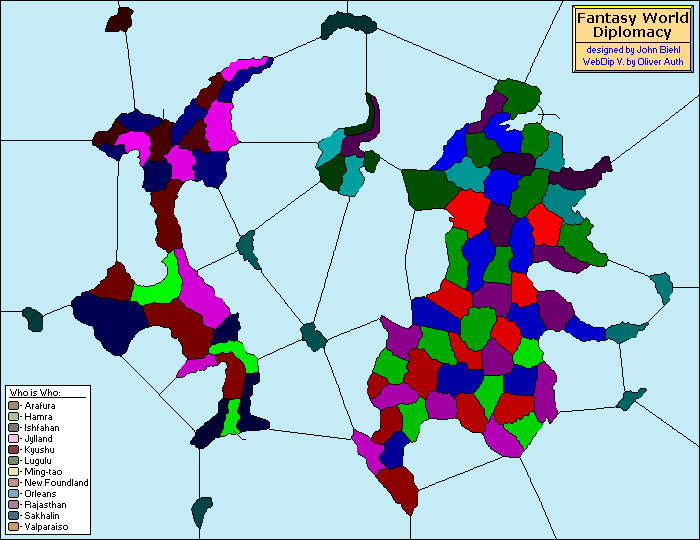 Fantasy World
Diplomacy
designed by John Biehl
WebDip V. by Oliver Auth
Who is Who:
- Arafura
- Hamra
- Ishfahan
- Jylland
- Kyushu
- Lugulu
- Ming-tao
- New Foundland
- Orleans
- Rajasthan
- Sakhalin
- Valparaiso